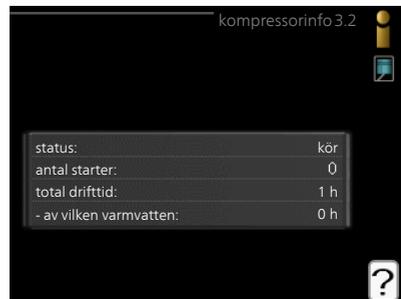 kompressorinfo 3.2
status: kör
antal starter: 0
total drifttid: 1 h
- av vilken varmvatten: 0 h
?